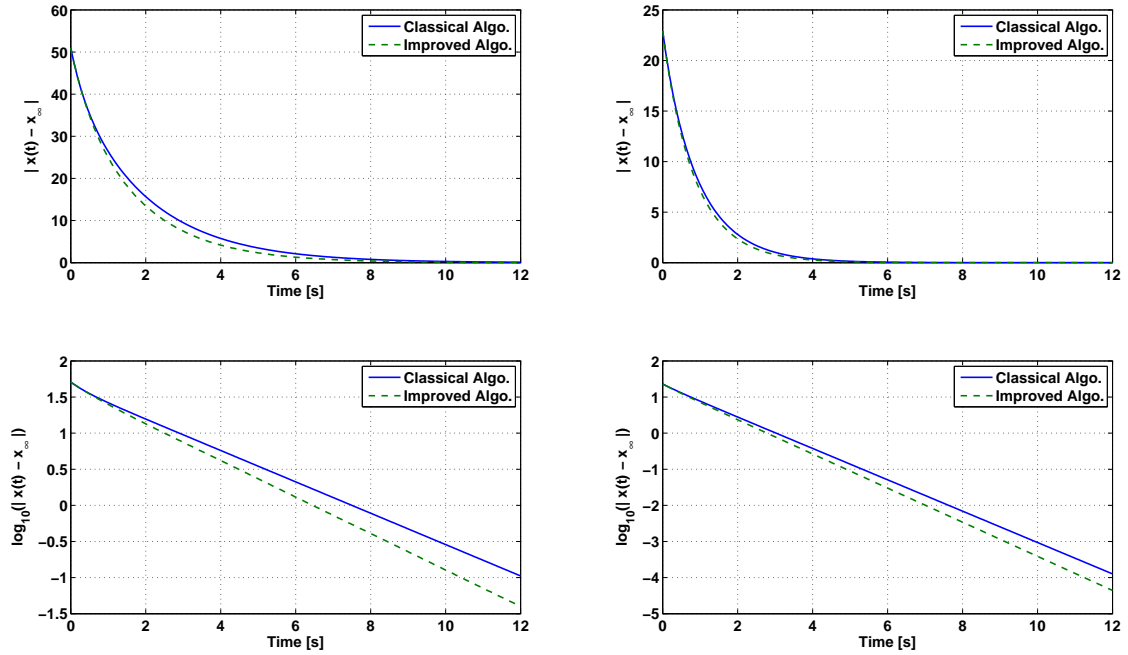 60
50
40
30
20
10
0
0 2 4 6 8 10 12
Time [s]
| x(t) − x∞ |
Classical Algo.
Improved Algo.
25
20
15
10
5
0
0 2 4 6 8 10 12
Time [s]
| x(t) − x∞ |
Classical Algo.
Improved Algo.
2
1.5
1
0.5
0
−0.5
−1
−1.5
0 2 4 6 8 10 12
Time [s]
log10(| x(t) − x∞ |)
Classical Algo.
Improved Algo.
2
1
0
−1
−2
−3
−4
−5
0 2 4 6 8 10 12
Time [s]
log10(| x(t) − x∞ |)
Classical Algo.
Improved Algo.